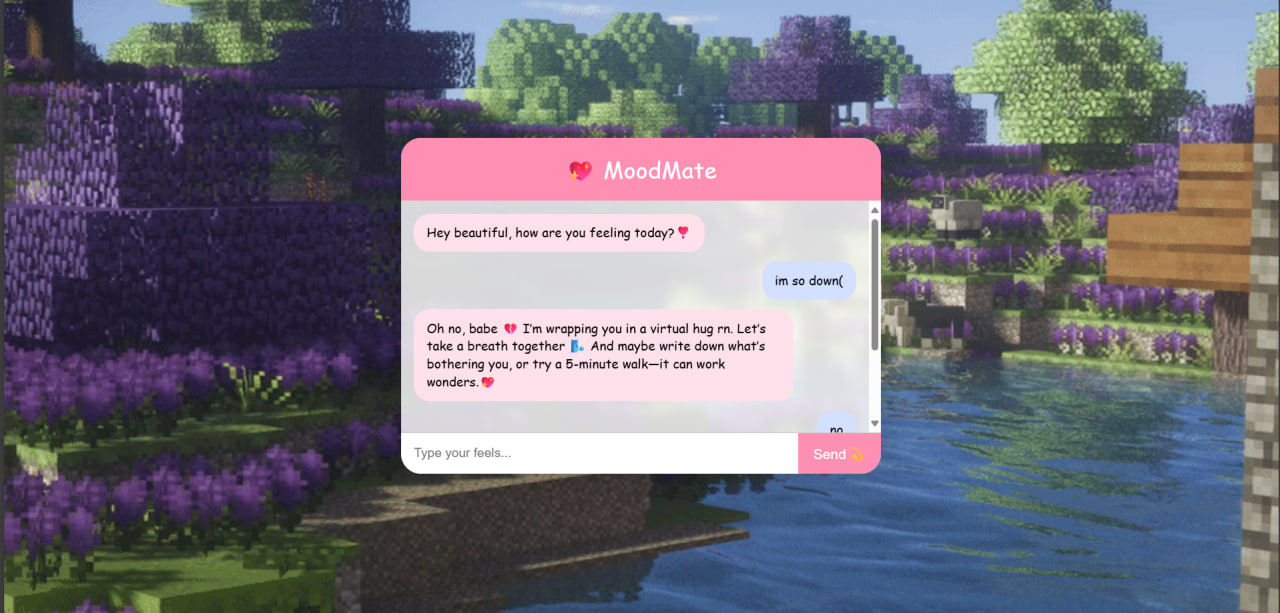 💖 MoodMate
Hey beautiful, how are you feeling today?❣️
im so down(
Oh no, babe 💔 I’m wrapping you in a virtual hug rn. Let’s
take a breath together 🌬️ And maybe write down what’s
bothering you, or try a 5-minute walk—it can work
wonders.💖
no
Type your feels...
Send 💫